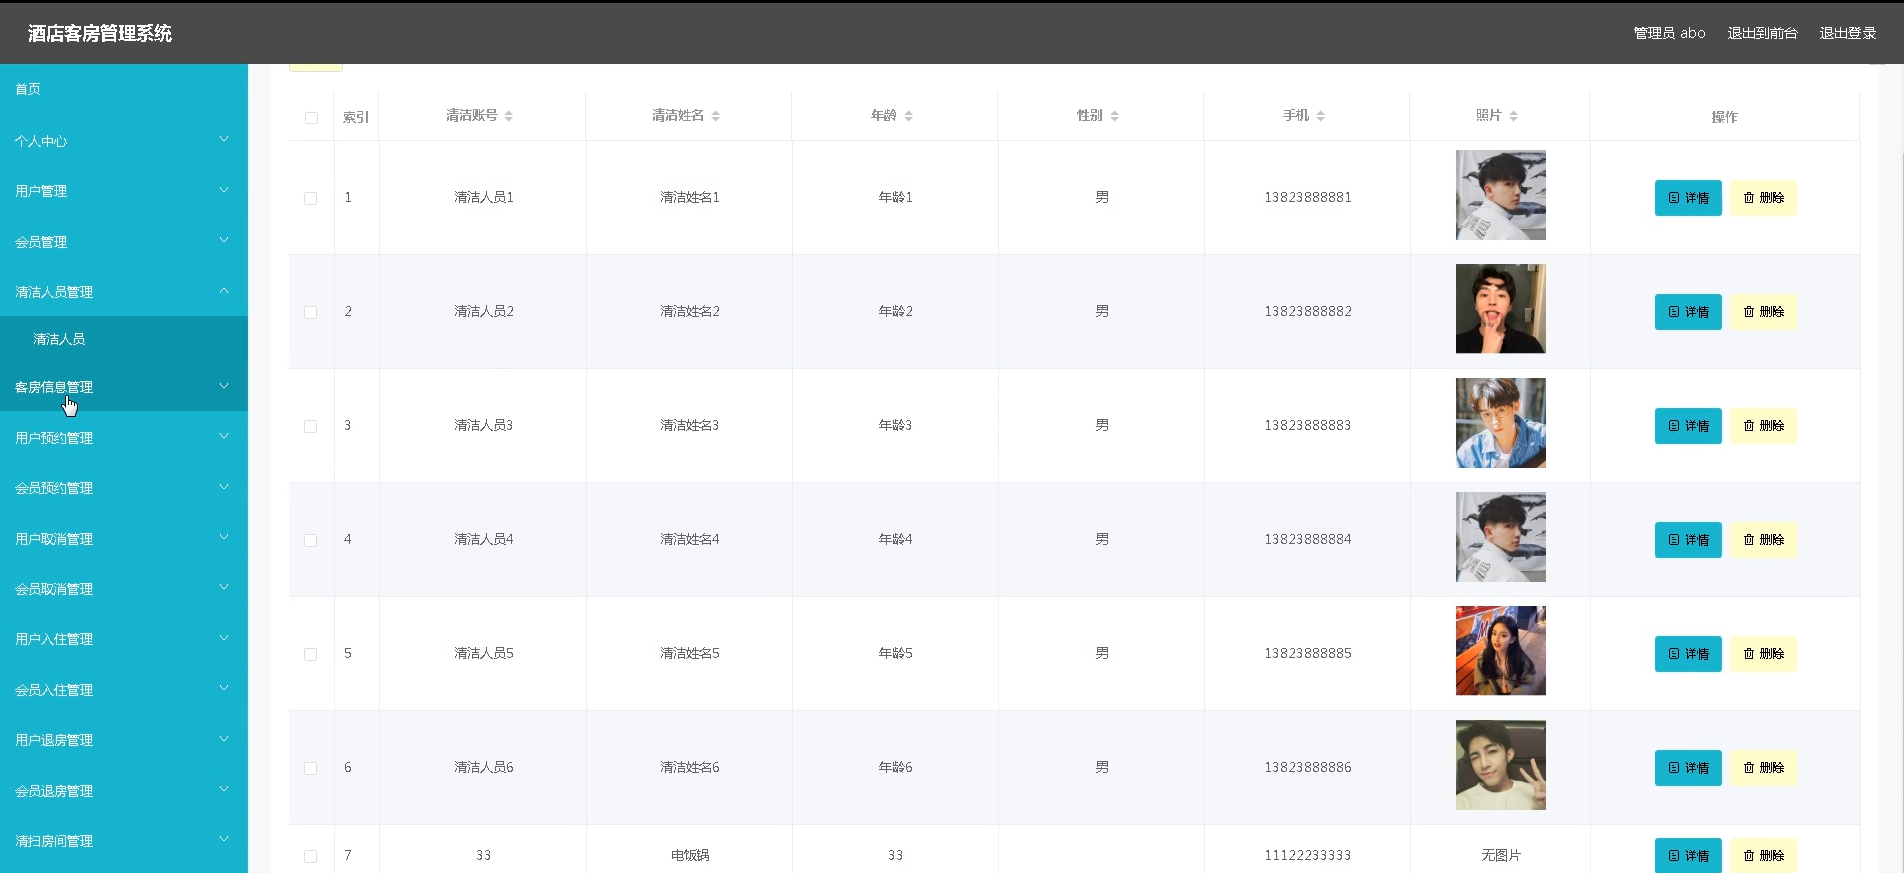 酒店客房管理系统
管理员 abo 退出到前台 退出登录
首页
个人中心
用户管理
会员管理
清洁人员管理
清洁人员
客房信息管理
用户预约管理
会员预约管理
用户取消管理
会员取消管理
用户入住管理
会员入住管理
用户退房管理
会员退房管理
清扫房间管理
索引 清洁账号 清洁姓名 年龄 性别 手机 照片 操作
1 清洁人员1 清洁姓名1 年龄1 男 13823888881 详情 删除
2 清洁人员2 清洁姓名2 年龄2 男 13823888882 详情 删除
3 清洁人员3 清洁姓名3 年龄3 男 13823888883 详情 删除
4 清洁人员4 清洁姓名4 年龄4 男 13823888884 详情 删除
5 清洁人员5 清洁姓名5 年龄5 男 13823888885 详情 删除
6 清洁人员6 清洁姓名6 年龄6 男 13823888886 详情 删除
7 33 电饭锅 33 11122233333 无图片 详情 删除